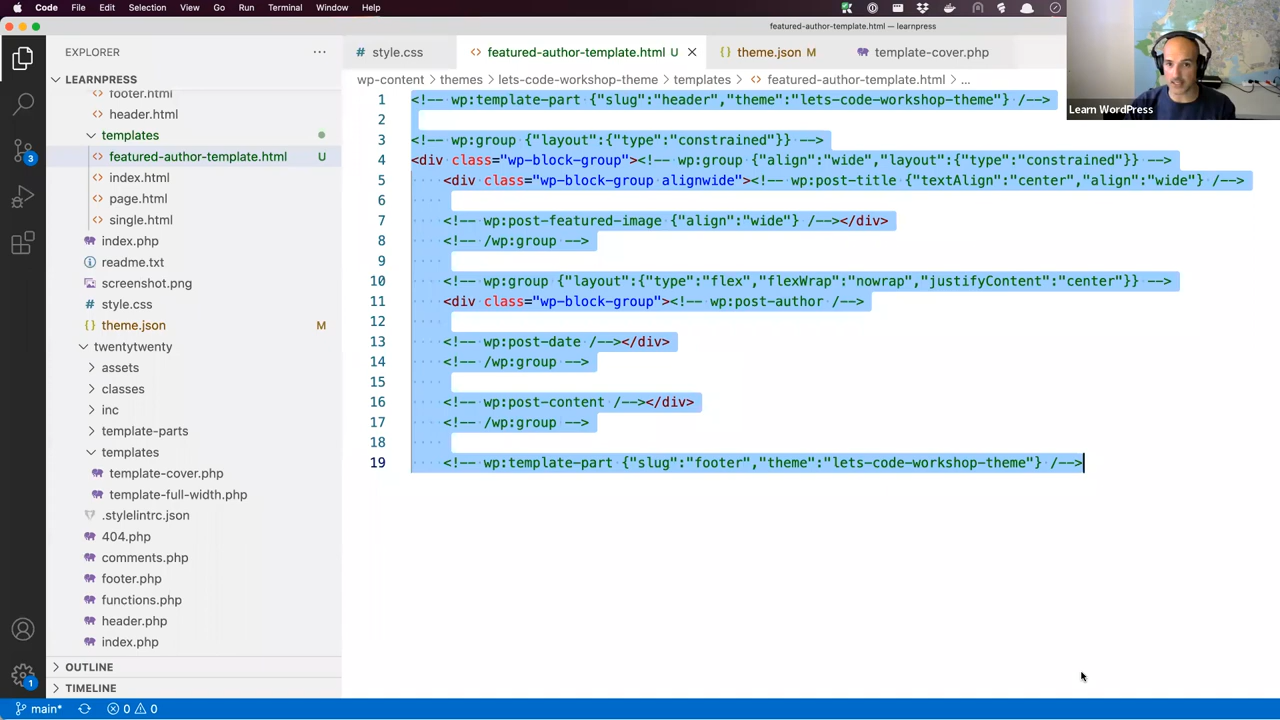 Code File Edit Selection View Go Run Terminal Window Help
featured-author-template.html — learnpress
EXPLORER
LEARNPRESS
footer.html
header.html
templates
featured-author-template.html U
index.html
page.html
single.html
index.php
readme.txt
screenshot.png
style.css
theme.json M
twentytwenty
assets
classes
inc
template-parts
templates
template-cover.php
template-full-width.php
.stylelintrc.json
404.php
comments.php
footer.php
functions.php
header.php
index.php
OUTLINE
TIMELINE
style.css featured-author-template.html U theme.json M template-cover.php
wp-content > themes > lets-code-workshop-theme > templates > featured-author-template.html > ...
1 <!-- wp:template-part {"slug":"header","theme":"lets-code-workshop-theme"} /-->
2
3 <!-- wp:group {"layout":{"type":"constrained"}} -->
4 <div class="wp-block-group"><!-- wp:group {"align":"wide","layout":{"type":"constrained"}} -->
5 <div class="wp-block-group alignwide"><!-- wp:post-title {"textAlign":"center","align":"wide"} /-->
6
7 <!-- wp:post-featured-image {"align":"wide"} /--></div>
8 <!-- /wp:group -->
9
10 <!-- wp:group {"layout":{"type":"flex","flexWrap":"nowrap","justifyContent":"center"}} -->
11 <div class="wp-block-group"><!-- wp:post-author /-->
12
13 <!-- wp:post-date /--></div>
14 <!-- /wp:group -->
15
16 <!-- wp:post-content /--></div>
17 <!-- /wp:group -->
18
19 <!-- wp:template-part {"slug":"footer","theme":"lets-code-workshop-theme"} /-->
Learn WordPress
3
1
main* 0 0